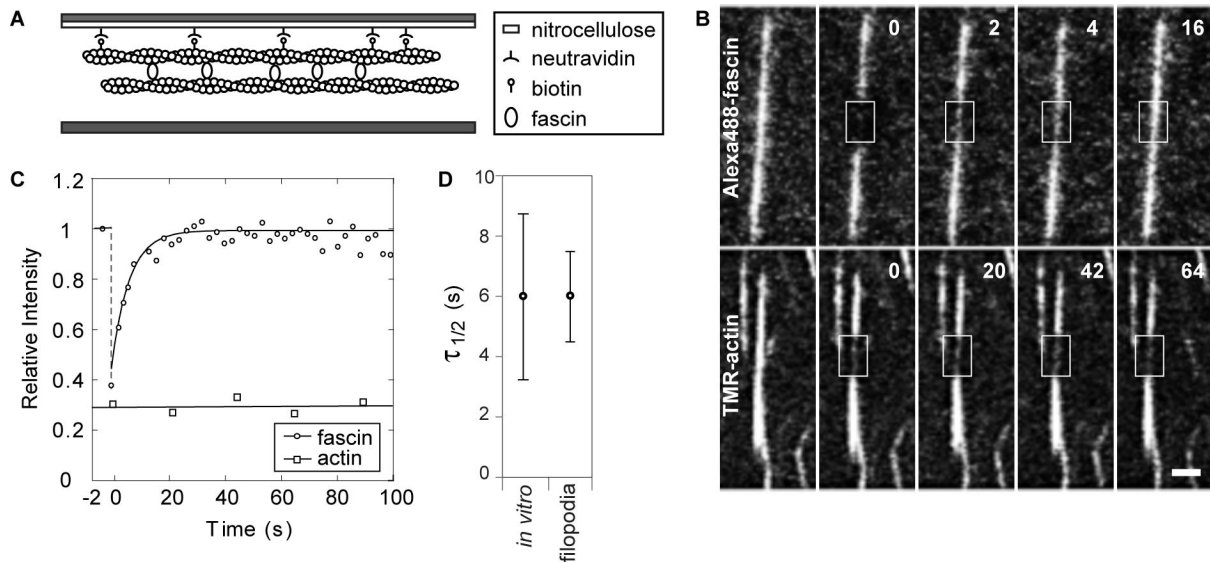 A
nitrocellulose
neutravidin
biotin
fascin
B
Alexa488-fascin
0
2
4
16
TMR-actin
0
20
42
64
C
Relative Intensity
1.2
1
0.8
0.6
0.4
0.2
0
-2 0 20 40 60 80 100
Time (s)
fascin
actin
D
τ1/2 (s)
10
8
6
4
2
0
in vitro
filopodia